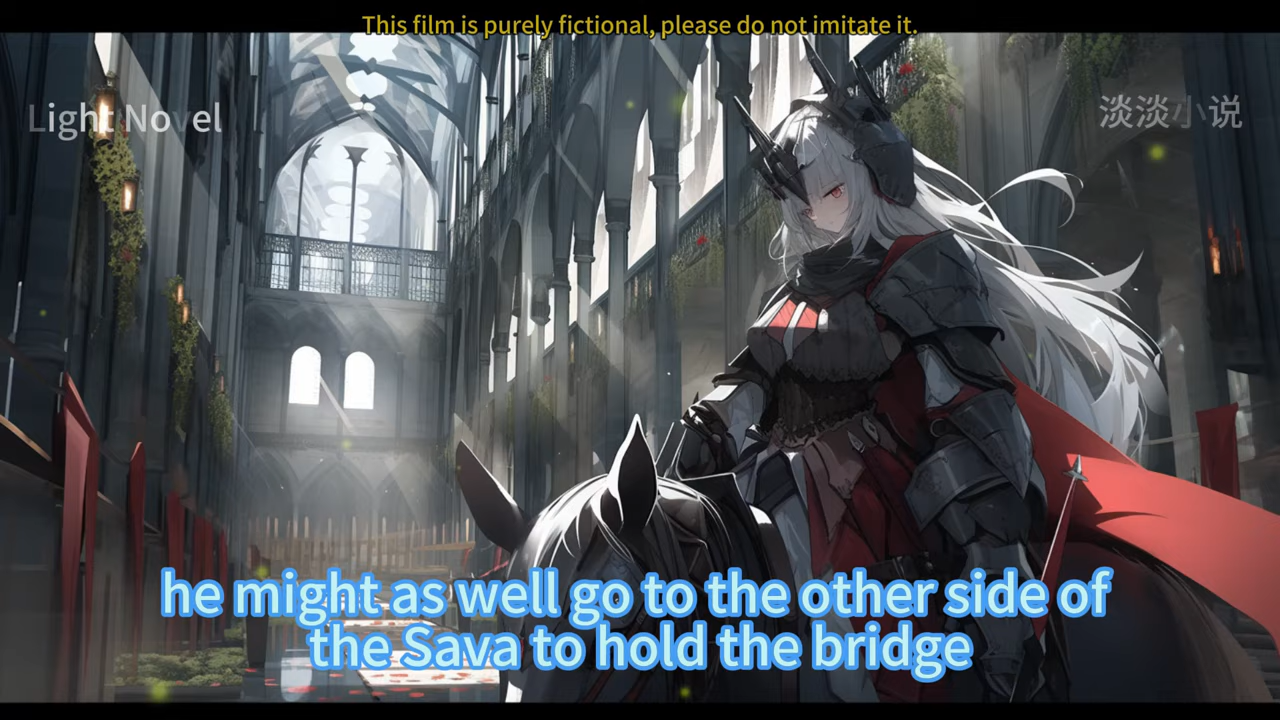 This film is purely fictional, please do not imitate it.
Light Novel
淡淡小说
he might as well go to the other side of
the Sava to hold the bridge